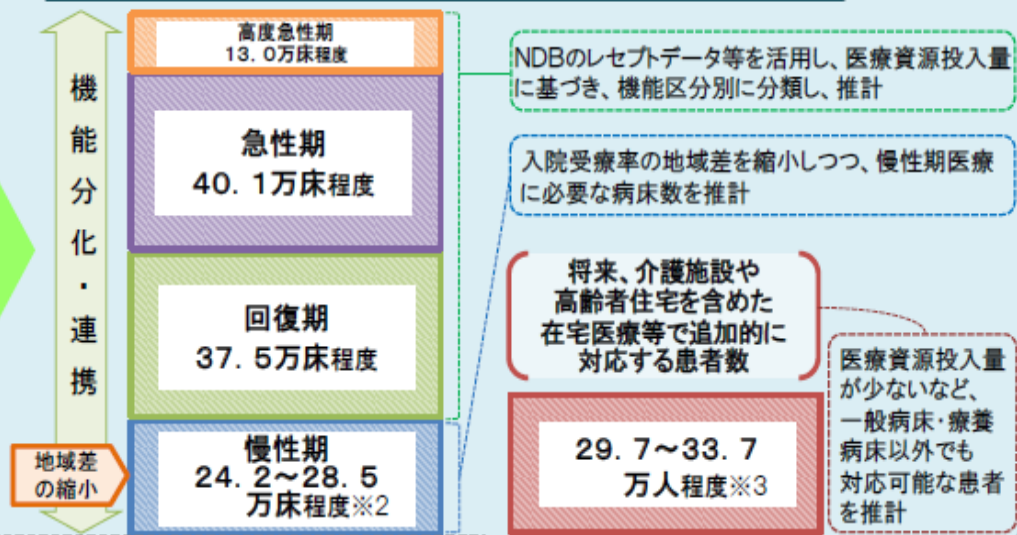 機能分化・連携
地域差
の縮小
高度急性期
13.0万床程度
急性期
40.1万床程度
回復期
37.5万床程度
慢性期
24.2～28.5
万床程度※2
NDBのレセプトデータ等を活用し、医療資源投入量
に基づき、機能区分別に分類し、推計
入院受療率の地域差を縮小しつつ、慢性期医療
に必要な病床数を推計
将来、介護施設や
高齢者住宅を含めた
在宅医療等で追加的に
対応する患者数
29.7～33.7
万人程度※3
医療資源投入量
が少ないなど、
一般病床・療養
病床以外でも
対応可能な患者
を推計